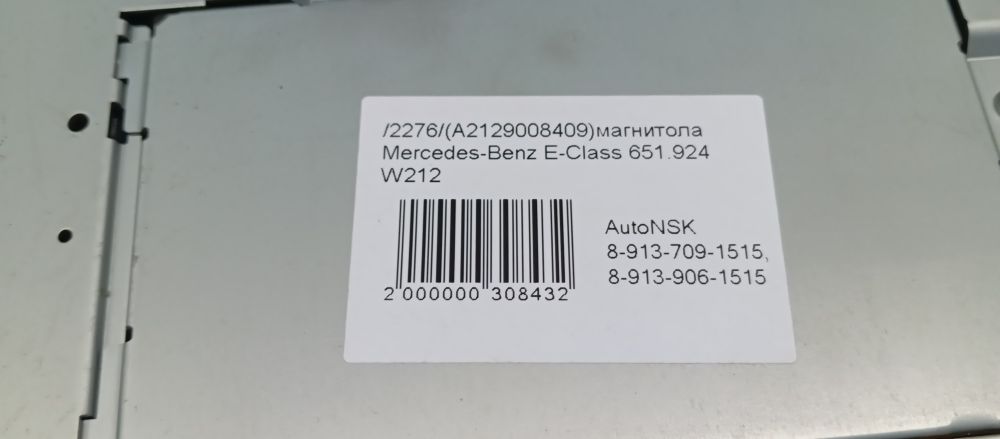 /2276/(A2129008409)магнитола
Mercedes-Benz E-Class 651.924
W212
AutoNSK
8-913-709-1515,
8-913-906-1515
2 000000 308432